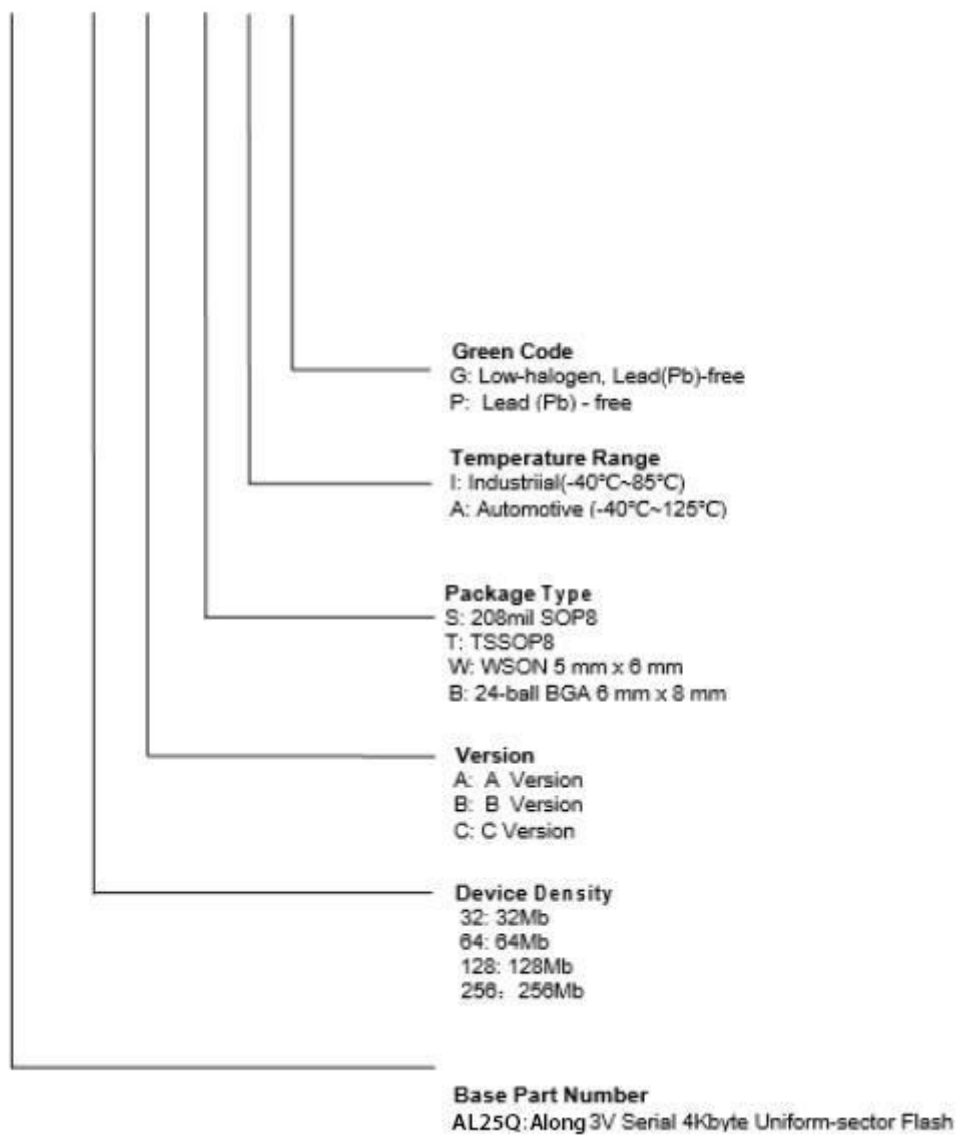 Green Code
G: Low-halogen, Lead(Pb)-free
P: Lead (Pb) - free
Temperature Range
I: Industriial(-40°C~85°C)
A: Automotive (-40°C~125°C)
Package Type
S: 208mil SOP8
T: TSSOP8
W: WSON 5 mm x 6 mm
B: 24-ball BGA 6 mm x 8 mm
Version
A: A Version
B: B Version
C: C Version
Device Density
32: 32Mb
64: 64Mb
128: 128Mb
256: 256Mb
Base Part Number
AL25Q: Along 3V Serial 4Kbyte Uniform-sector Flash